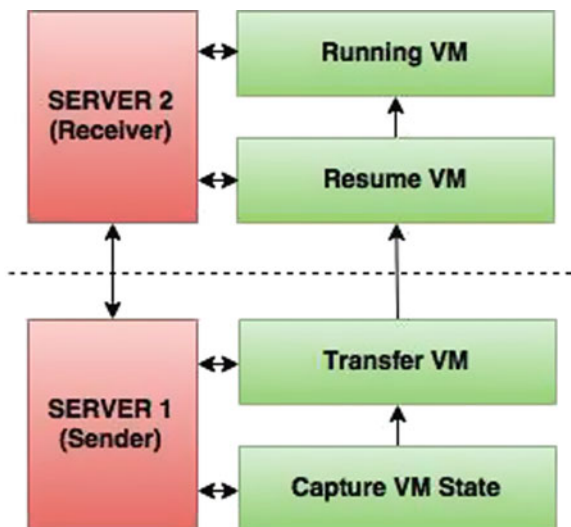 SERVER 2
(Receiver)
Running VM
Resume VM
SERVER 1
(Sender)
Transfer VM
Capture VM State